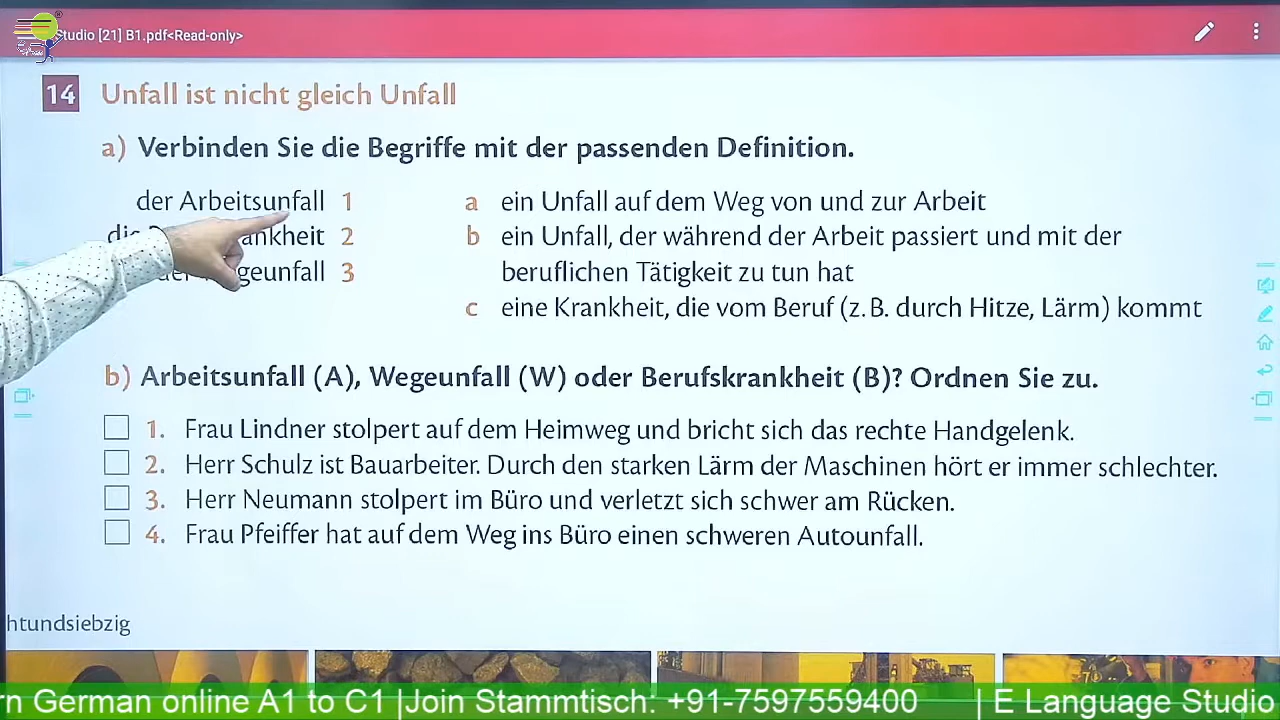 Studio [21] B1.pdf<Read-only>
14 Unfall ist nicht gleich Unfall
a) Verbinden Sie die Begriffe mit der passenden Definition.
der Arbeitsunfall 1
2
3
a ein Unfall auf dem Weg von und zur Arbeit
b ein Unfall, der während der Arbeit passiert und mit der
beruflichen Tätigkeit zu tun hat
c eine Krankheit, die vom Beruf (z. B. durch Hitze, Lärm) kommt
b) Arbeitsunfall (A), Wegeunfall (W) oder Berufskrankheit (B)? Ordnen Sie zu.
1. Frau Lindner stolpert auf dem Heimweg und bricht sich das rechte Handgelenk.
2. Herr Schulz ist Bauarbeiter. Durch den starken Lärm der Maschinen hört er immer schlechter.
3. Herr Neumann stolpert im Büro und verletzt sich schwer am Rücken.
4. Frau Pfeiffer hat auf dem Weg ins Büro einen schweren Autounfall.
htundsiebzig
rn German online A1 to C1 |Join Stammtisch: +91-7597559400 | E Language Studio